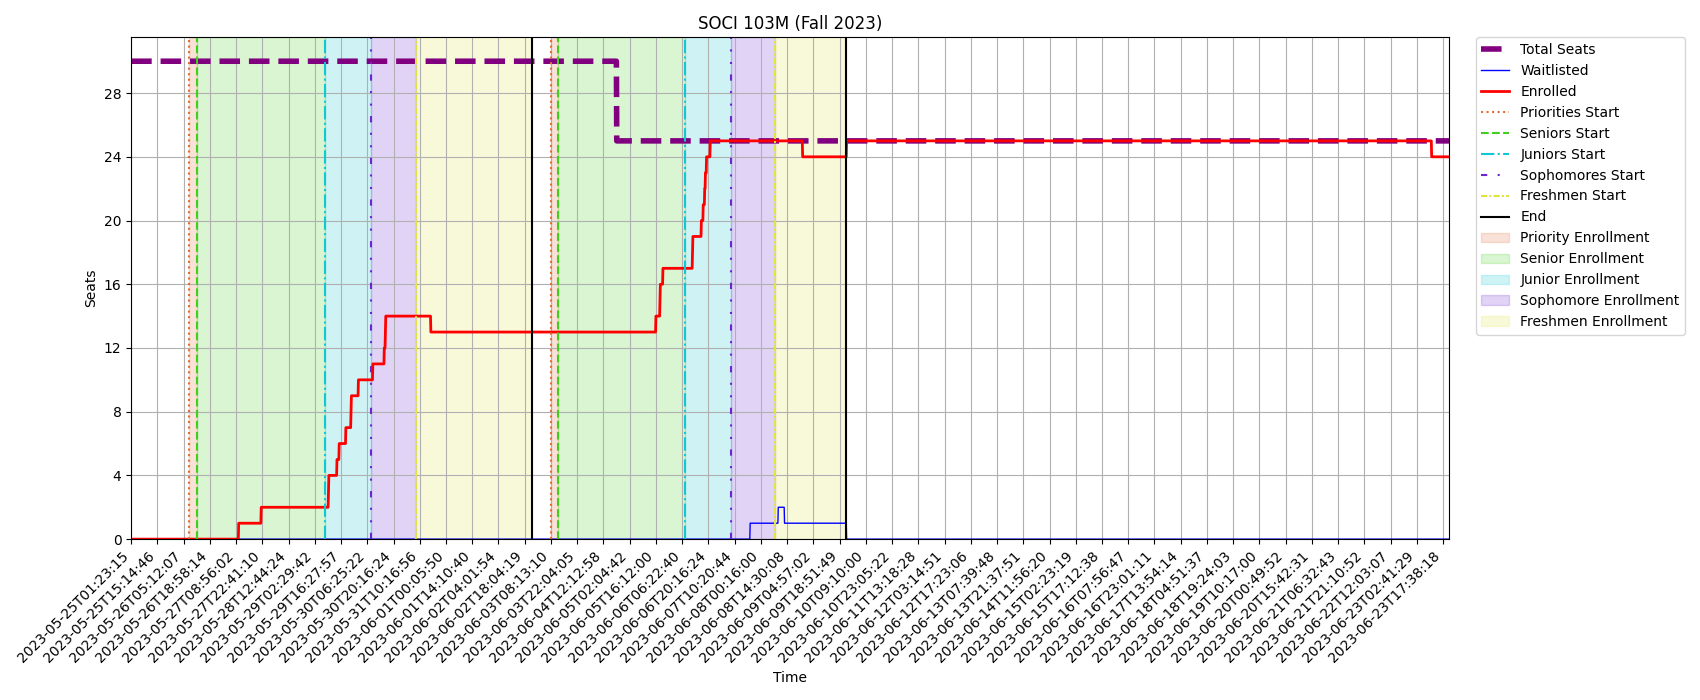 SOCI 103M (Fall 2023)
Total Seats
Waitlisted
Enrolled
Priorities Start
Seniors Start
Juniors Start
Sophomores Start
Freshmen Start
End
Priority Enrollment
Senior Enrollment
Junior Enrollment
Sophomore Enrollment
Freshmen Enrollment
Seats
28
24
20
16
12
8
4
0
2023-05-25T01:23:15
2023-05-25T15:14:46
2023-05-26T05:12:07
2023-05-26T18:58:14
2023-05-27T08:56:02
2023-05-27T22:41:10
2023-05-28T12:44:24
2023-05-29T02:29:42
2023-05-29T16:27:57
2023-05-30T06:25:22
2023-05-30T20:16:24
2023-05-31T10:16:56
2023-06-01T00:05:50
2023-06-01T14:10:40
2023-06-02T04:01:54
2023-06-02T18:04:19
2023-06-03T08:13:10
2023-06-03T22:04:05
2023-06-04T12:12:58
2023-06-05T02:04:42
2023-06-05T16:12:00
2023-06-06T06:22:40
2023-06-06T20:16:24
2023-06-07T10:20:44
2023-06-08T00:16:00
2023-06-08T14:30:08
2023-06-09T04:57:02
2023-06-09T18:51:49
2023-06-10T09:10:00
2023-06-10T23:05:22
2023-06-11T13:18:28
2023-06-12T03:14:51
2023-06-12T17:23:06
2023-06-13T07:39:48
2023-06-13T21:37:51
2023-06-14T11:56:20
2023-06-15T02:23:19
2023-06-15T17:12:38
2023-06-16T07:56:47
2023-06-16T23:01:11
2023-06-17T13:54:14
2023-06-18T04:51:37
2023-06-18T19:24:03
2023-06-19T10:17:00
2023-06-20T00:49:52
2023-06-20T15:42:31
2023-06-21T06:32:43
2023-06-21T21:10:52
2023-06-22T12:03:07
2023-06-23T02:41:29
2023-06-23T17:38:18
Time